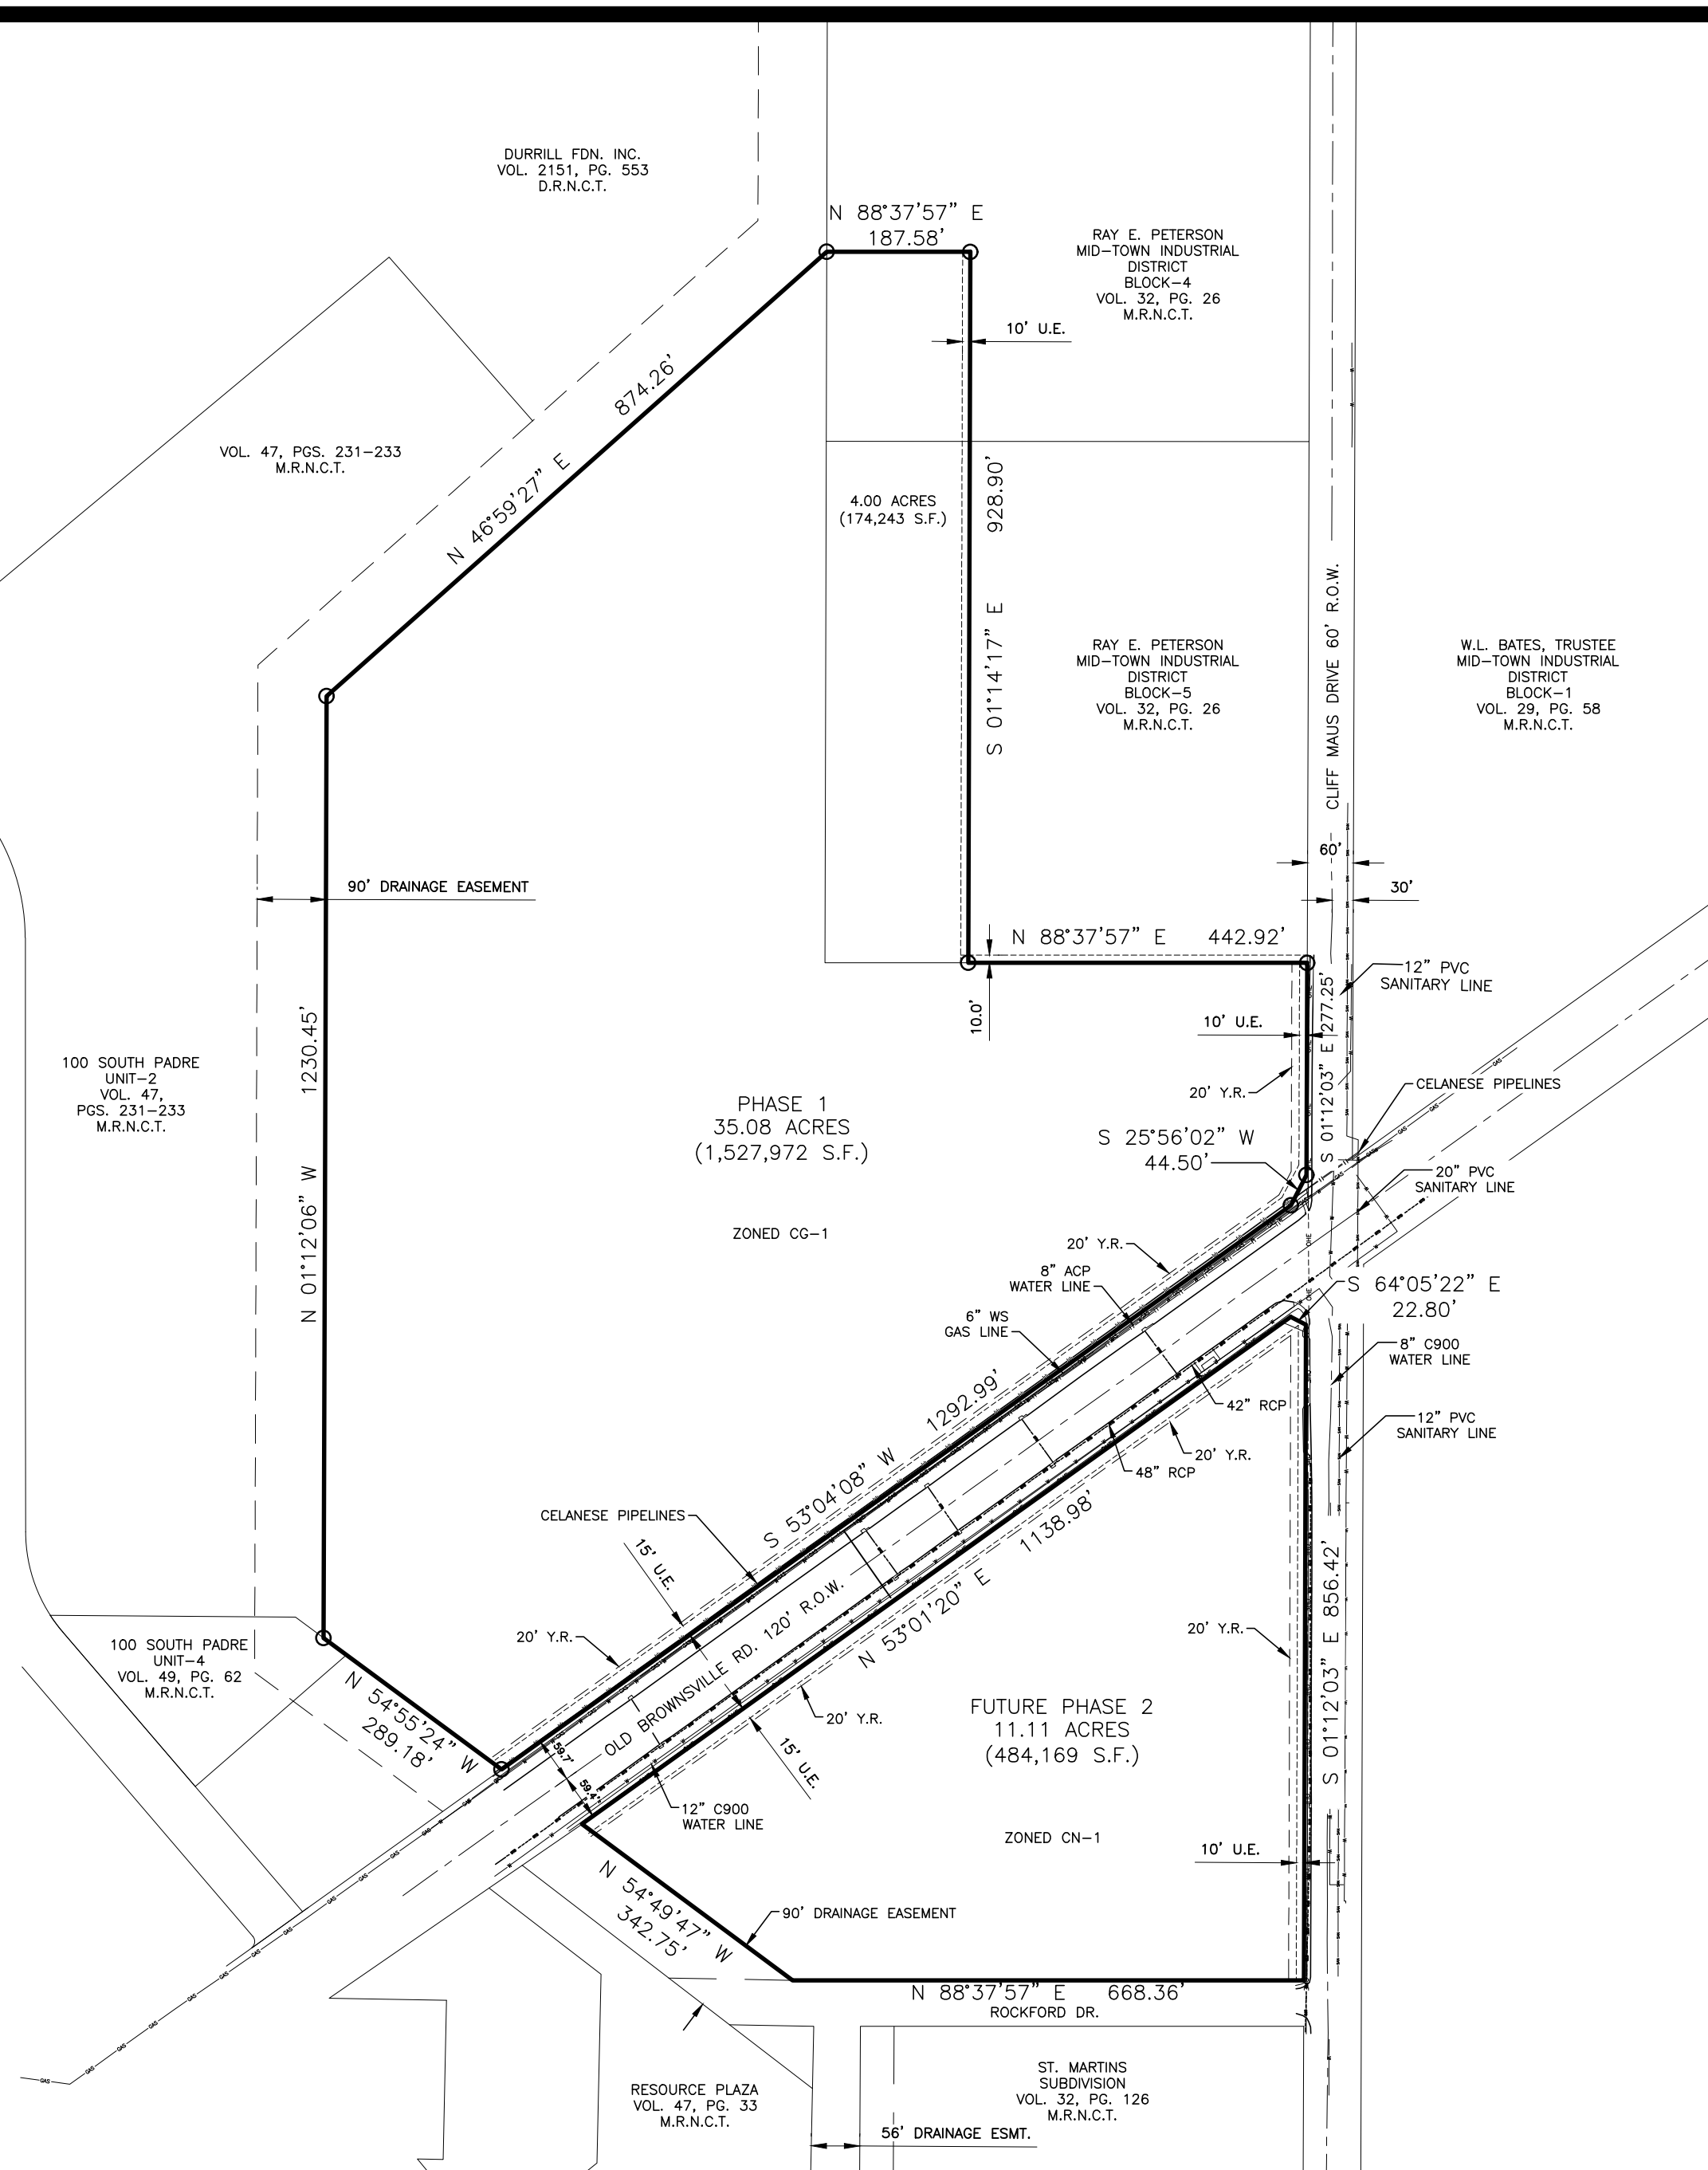 DURRILL FDN. INC.
VOL. 2151, PG. 553
D.R.N.C.T.
N 88°37'57" E
187.58'
RAY E. PETERSON
MID-TOWN INDUSTRIAL
DISTRICT
BLOCK-4
VOL. 32, PG. 26
M.R.N.C.T.
10' U.E.
N 46°59'27" E 874.26'
VOL. 47, PGS. 231-233
M.R.N.C.T.
4.00 ACRES
(174,243 S.F.)
S 01°14'17" E 928.90'
CLIFF MAUS DRIVE 60' R.O.W.
RAY E. PETERSON
MID-TOWN INDUSTRIAL
DISTRICT
BLOCK-5
VOL. 32, PG. 26
M.R.N.C.T.
W.L. BATES, TRUSTEE
MID-TOWN INDUSTRIAL
DISTRICT
BLOCK-1
VOL. 29, PG. 58
M.R.N.C.T.
60'
30'
90' DRAINAGE EASEMENT
N 88°37'57" E 442.92'
10.0'
12" PVC
SANITARY LINE
S 01°12'03" E 277.25'
10' U.E.
20' Y.R.
N 01°12'06" W 1230.45'
100 SOUTH PADRE
UNIT-2
VOL. 47,
PGS. 231-233
M.R.N.C.T.
PHASE 1
35.08 ACRES
(1,527,972 S.F.)
CELANESE PIPELINES
S 25°56'02" W
44.50'
20" PVC
SANITARY LINE
ZONED CG-1
20' Y.R.
8" ACP
WATER LINE
6" WS
GAS LINE
S 64°05'22" E
22.80'
8" C900
WATER LINE
12" PVC
SANITARY LINE
42" RCP
20' Y.R.
48" RCP
S 53°04'08" W 1292.99'
CELANESE PIPELINES
15' U.E.
20' Y.R.
OLD BROWNSVILLE RD. 120' R.O.W.
N 53°01'20" E 1138.98'
20' Y.R.
S 01°12'03" E 856.42'
100 SOUTH PADRE
UNIT-4
VOL. 49, PG. 62
M.R.N.C.T.
N 54°55'24" W
289.18'
59.7'
59.4'
20' Y.R.
15' U.E.
FUTURE PHASE 2
11.11 ACRES
(484,169 S.F.)
12" C900
WATER LINE
ZONED CN-1
10' U.E.
N 54°49'47" W
342.75'
90' DRAINAGE EASEMENT
N 88°37'57" E 668.36'
ROCKFORD DR.
RESOURCE PLAZA
VOL. 47, PG. 33
M.R.N.C.T.
ST. MARTINS
SUBDIVISION
VOL. 32, PG. 126
M.R.N.C.T.
56' DRAINAGE ESMT.